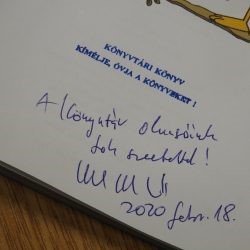 KÖNYVTÁRI KÖNYV
KÍMÉLJE, ÓVJA A KÖNYVEKET!
A Könyvtár olvasóinak
sok szeretettel!
2020 febr. 18.